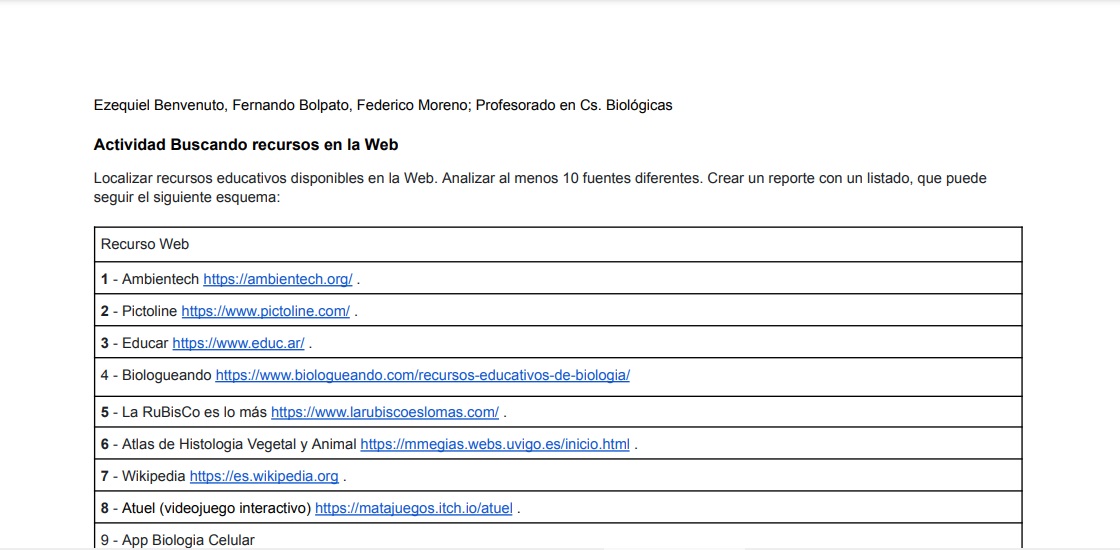 Ezequiel Benvenuto, Fernando Bolpato, Federico Moreno; Profesorado en Cs. Biológicas
Actividad Buscando recursos en la Web
Localizar recursos educativos disponibles en la Web. Analizar al menos 10 fuentes diferentes. Crear un reporte con un listado, que puede
seguir el siguiente esquema:
Recurso Web
1 - Ambientech https://ambientech.org/ .
2 - Pictoline https://www.pictoline.com/ .
3 - Educar https://www.educ.ar/ .
4 - Biologueando https://www.biologueando.com/recursos-educativos-de-biologia/
5 - La RuBisCo es lo más https://www.larubiscoeslomas.com/ .
6 - Atlas de Histologia Vegetal y Animal https://mmegias.webs.uvigo.es/inicio.html .
7 - Wikipedia https://es.wikipedia.org .
8 - Atuel (videojuego interactivo) https://matajuegos.itch.io/atuel .
9 - App Biologia Celular